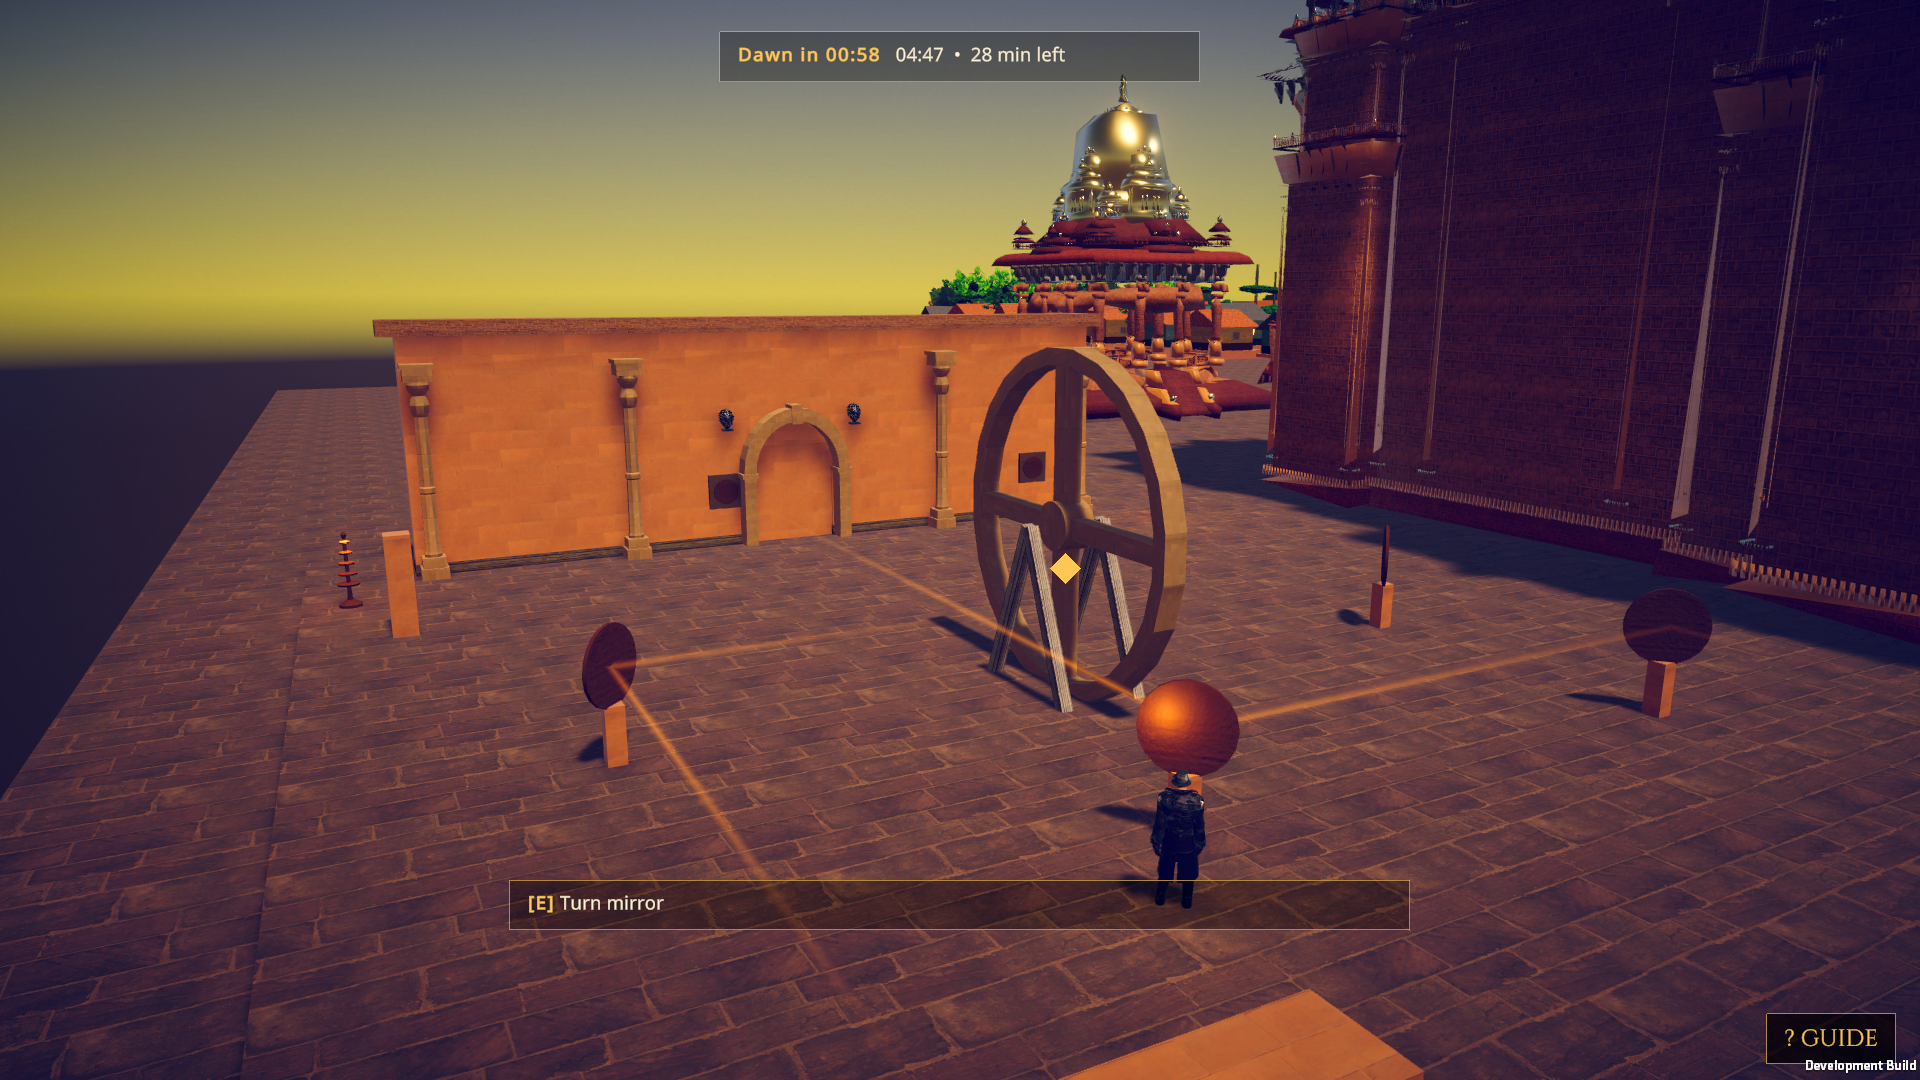 Dawn in 00:58 04:47 • 28 min left
[E] Turn mirror
? GUIDE
Development Build